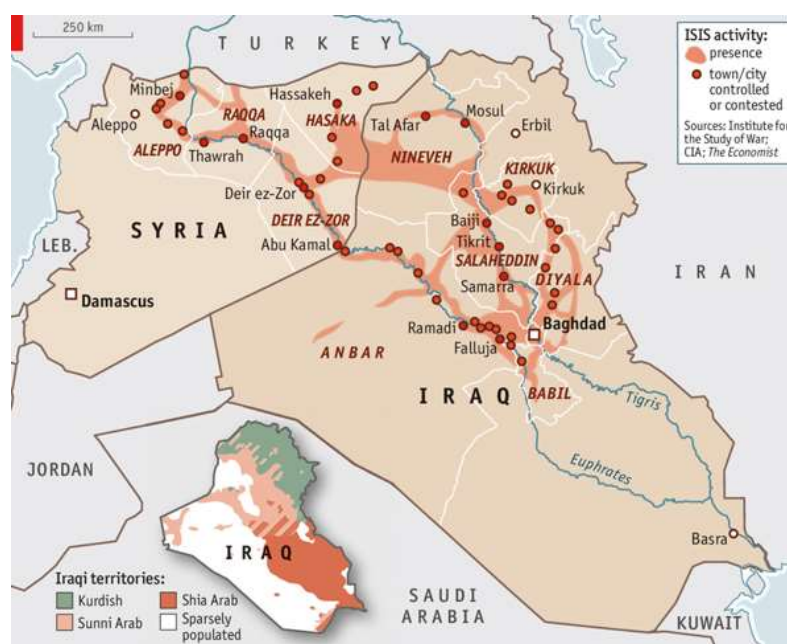 250 km
TURKEY
ISIS activity:
presence
town/city
controlled
or contested
Sources: Institute for
the Study of War;
CIA; The Economist
Minbej
Hassakeh
Mosul
Aleppo
RAQQA
HASAKA
Tal Afar
Erbil
ALEPPO
Raqqa
Thawrah
NINEVEH
KIRKUK
Kirkuk
Deir ez-Zor
DEIR EZ-ZOR
Baiji
SYRIA
Abu Kamal
Tikrit
SALAHEDDIN
LEB.
IRAN
Samarra
DIYALA
Damascus
Ramadi
Baghdad
ANBAR
Falluja
IRAQ
BABIL
Tigris
JORDAN
Euphrates
Basra
IRAQ
Iraqi territories:
Kurdish
Shia Arab
Sunni Arab
Sparsely
populated
SAUDI
ARABIA
KUWAIT